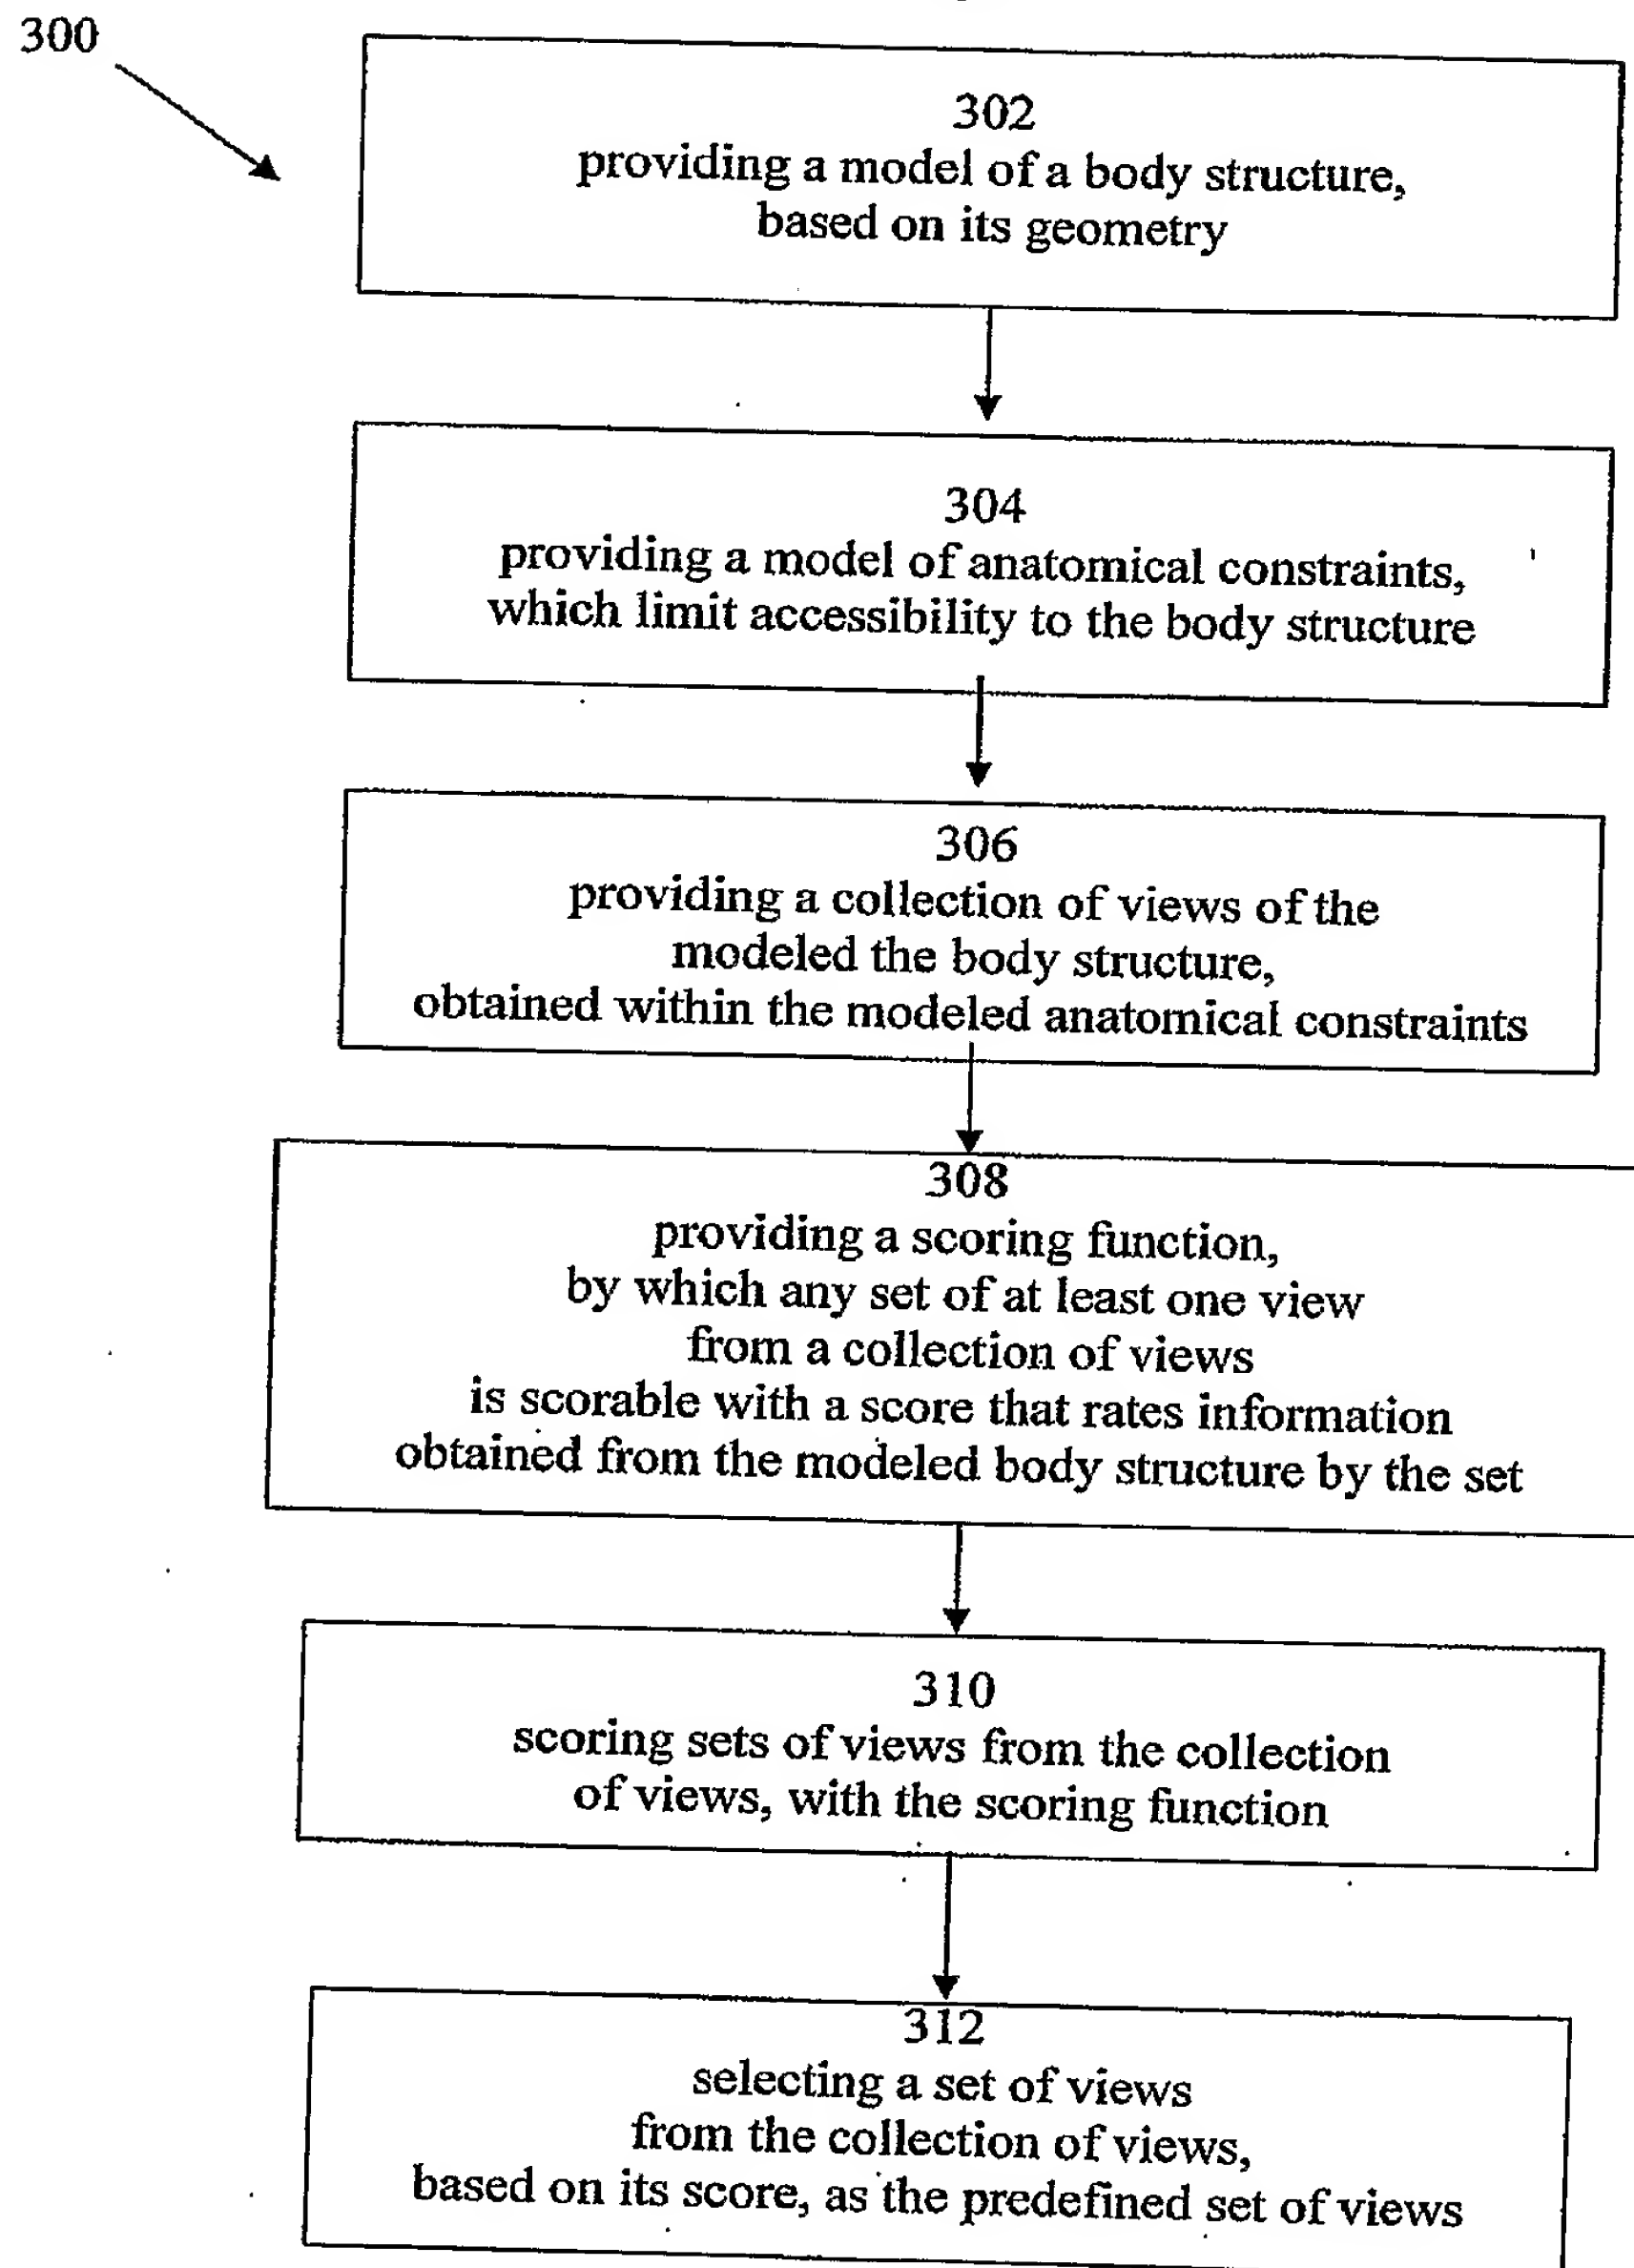 300
302
providing a model of a body structure,
based on its geometry
304
providing a model of anatomical constraints,
which limit accessibility to the body structure
306
providing a collection of views of the
modeled the body structure,
obtained within the modeled anatomical constraints
308
providing a scoring function,
by which any set of at least one view
from a collection of views
is scorable with a score that rates information
obtained from the modeled body structure by the set
310
scoring sets of views from the collection
of views, with the scoring function
312
selecting a set of views
from the collection of views,
based on its score, as the predefined set of views